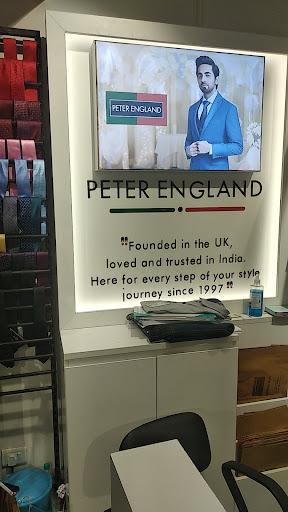 PETER ENGLAND
PETER ENGLAND
"Founded in the UK,
loved and trusted in India.
Here for every step of your style
journey since 1997"